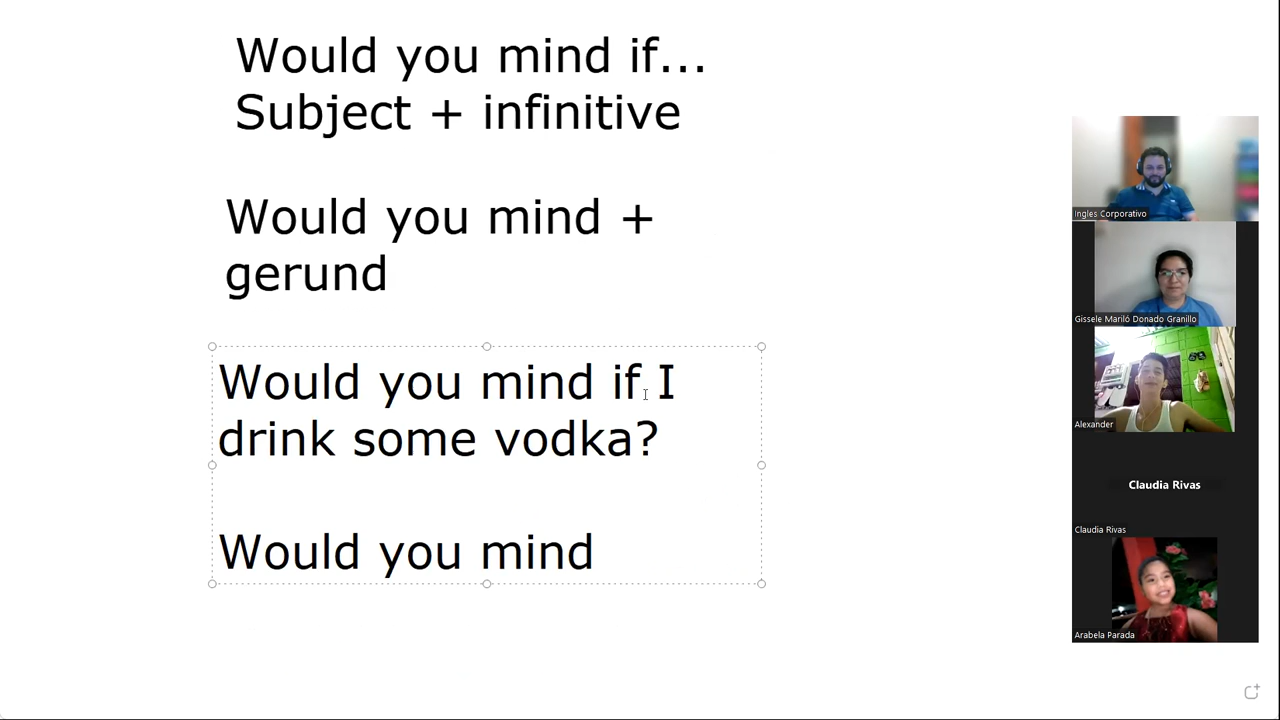 Would you mind if...
Subject + infinitive
Would you mind +
gerund
Would you mind if I
drink some vodka?
Would you mind
Ingles Corporativo
Gissele Mariló Donado Granillo
Alexander
Claudia Rivas
Claudia Rivas
Arabela Parada